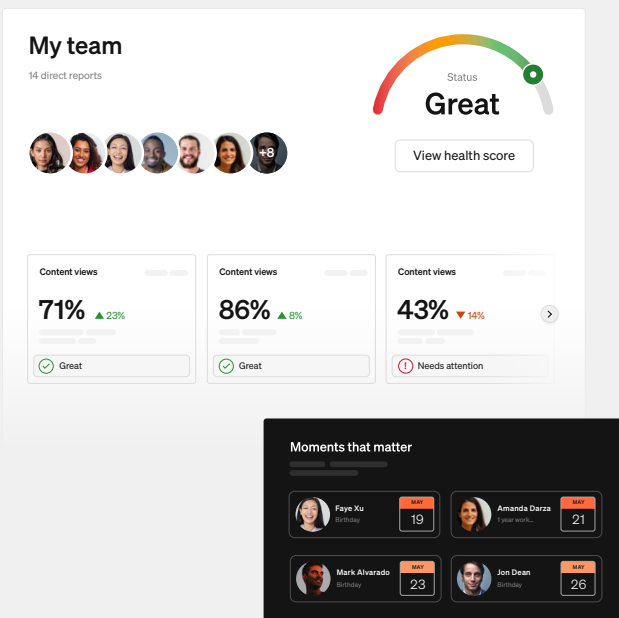 My team
14 direct reports
Status
Great
+8
View health score
Content views
71% ▲ 23%
Great
Content views
86% ▲ 8%
Great
Content views
43% ▼ 14%
Needs attention
Moments that matter
Faye Xu
Birthday
MAY
19
Amanda Darza
1 year work...
MAY
21
Mark Alvarado
Birthday
MAY
23
Jon Dean
Birthday
MAY
26